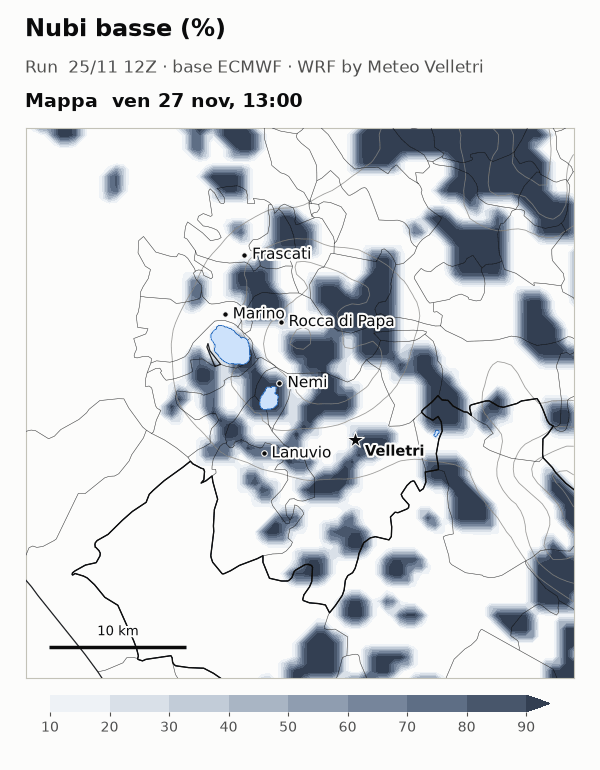 Nubi basse (%)
Run  25/11 12Z · base ECMWF · WRF by Meteo Velletri
Mappa  ven 27 nov, 13:00
Frascati
Marino
Rocca di Papa
Nemi
Velletri
Lanuvio
10 km
10 20 30 40 50 60 70 80 90